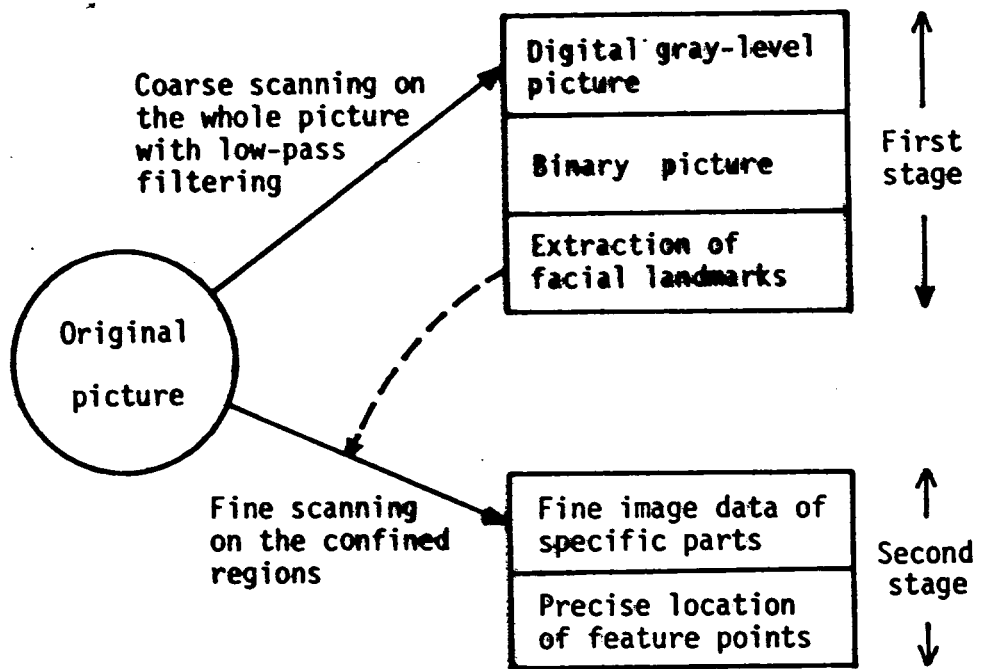 Coarse scanning on
the whole picture
with low-pass
filtering
Digital gray-level
picture
Binary picture
Extraction of
facial landmarks
First
stage
Original
picture
Fine scanning
on the confined
regions
Fine image data of
specific parts
Precise location
of feature points
Second
stage